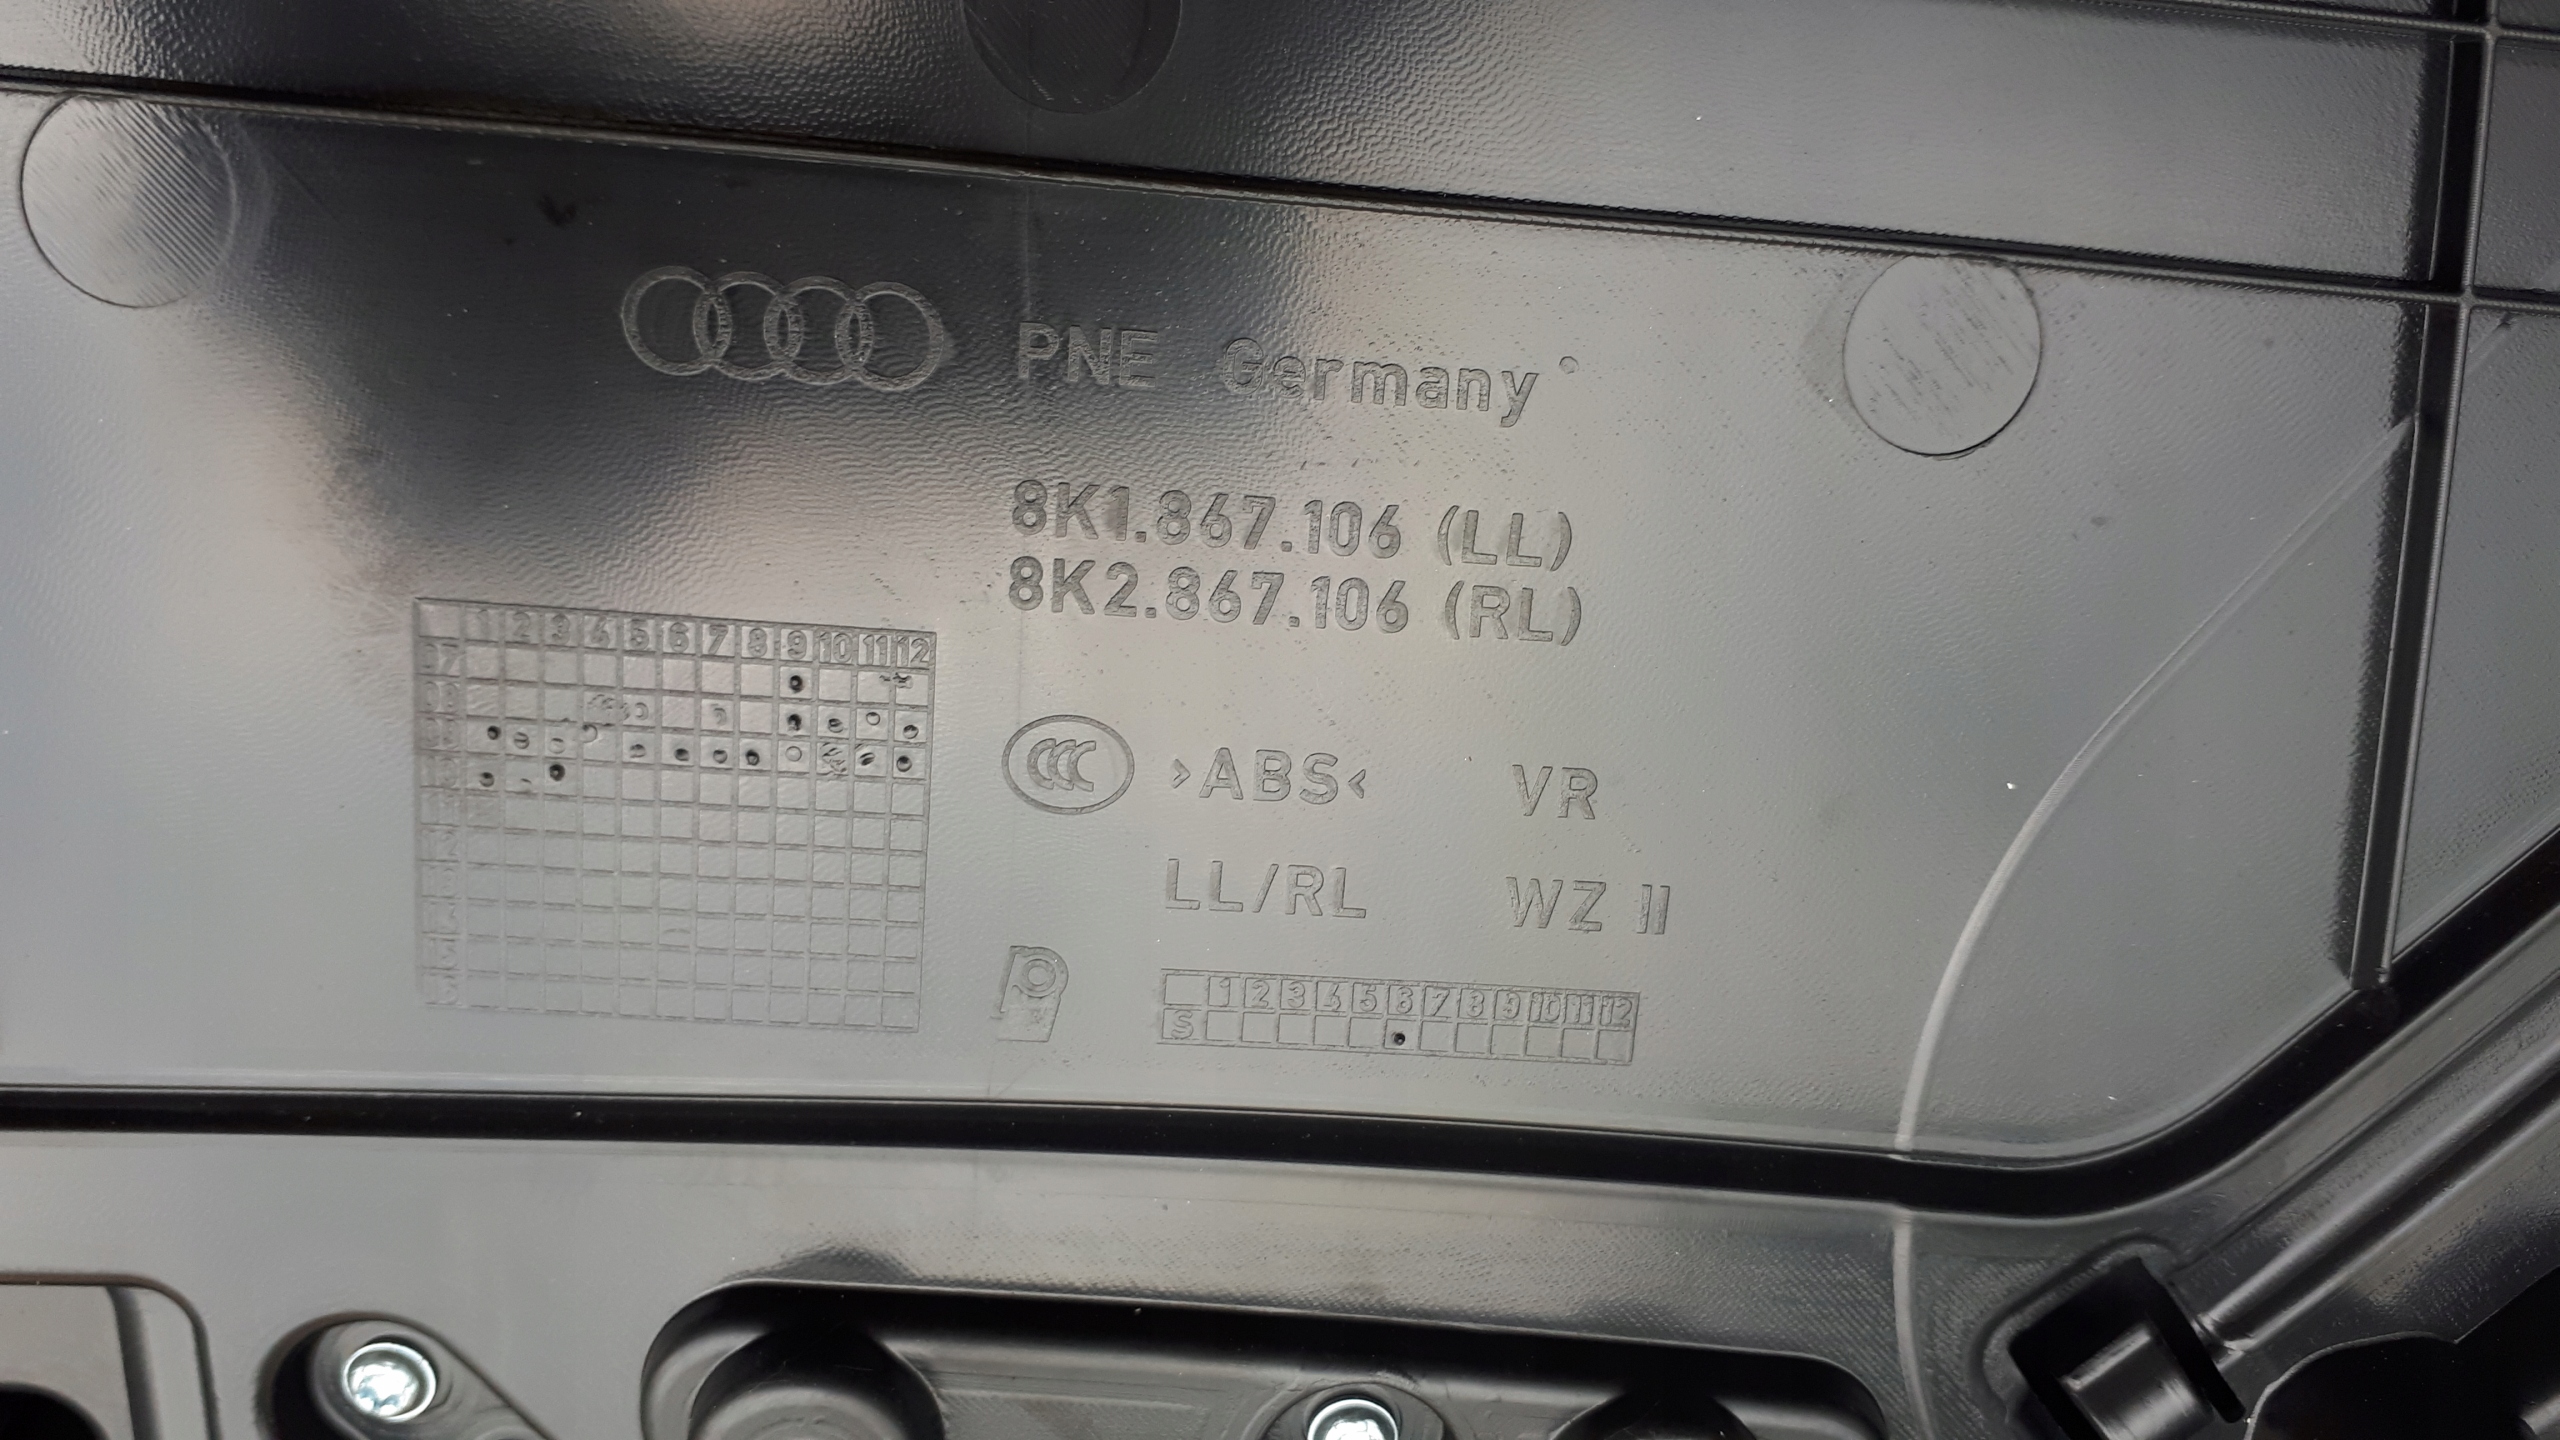 PNE Germany
8K1.867.106 (LL)
8K2.867.106 (RL)
1 2 3 4 5 6 7 8 9 10 11 12
07
CCC >ABS< VR
LL/RL WZ II
1 2 3 4 5 6 7 8 9 10 11 12
S